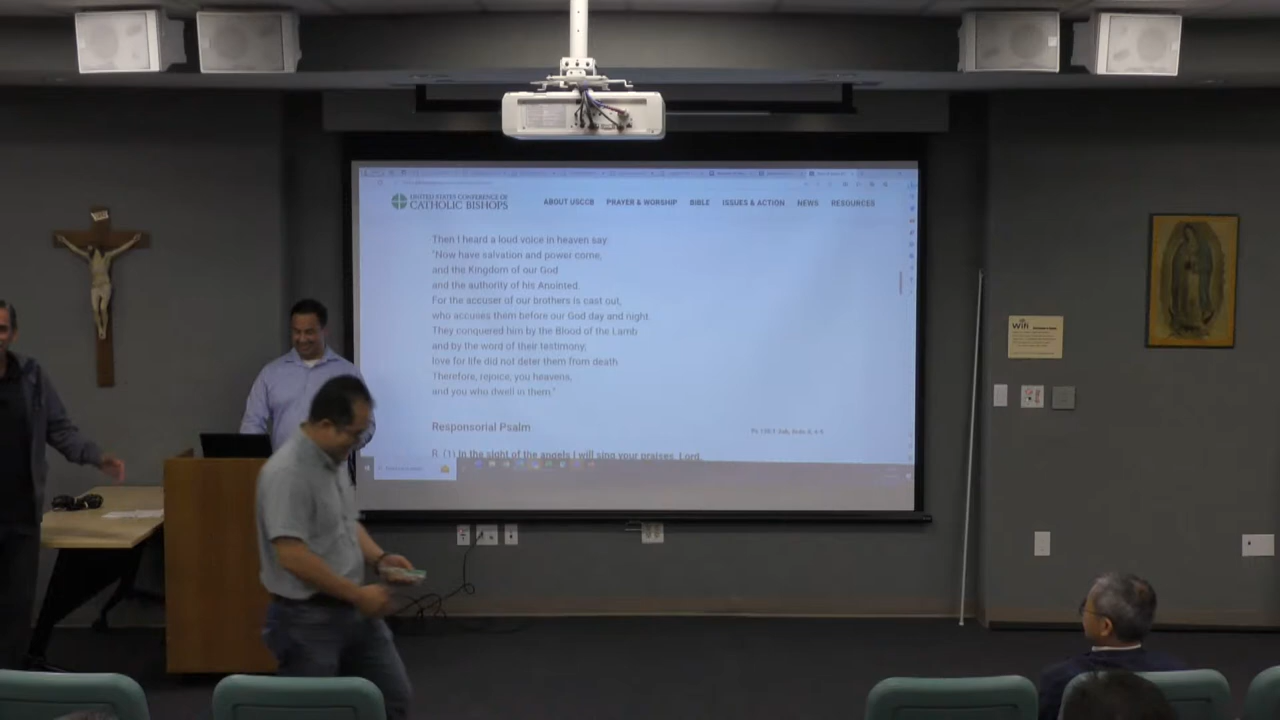 UNITED STATES CONFERENCE OF
CATHOLIC BISHOPS
ABOUT USCCB PRAYER & WORSHIP BIBLE ISSUES & ACTION NEWS RESOURCES
Then I heard a loud voice in heaven say:
"Now have salvation and power come,
and the Kingdom of our God
and the authority of his Anointed.
For the accuser of our brothers is cast out,
who accuses them before our God day and night.
They conquered him by the Blood of the Lamb
and by the word of their testimony;
love for life did not deter them from death.
Therefore, rejoice, you heavens,
and you who dwell in them."
Responsorial Psalm
R. (1) In the sight of the angels I will sing your praises, Lord.
Wifi